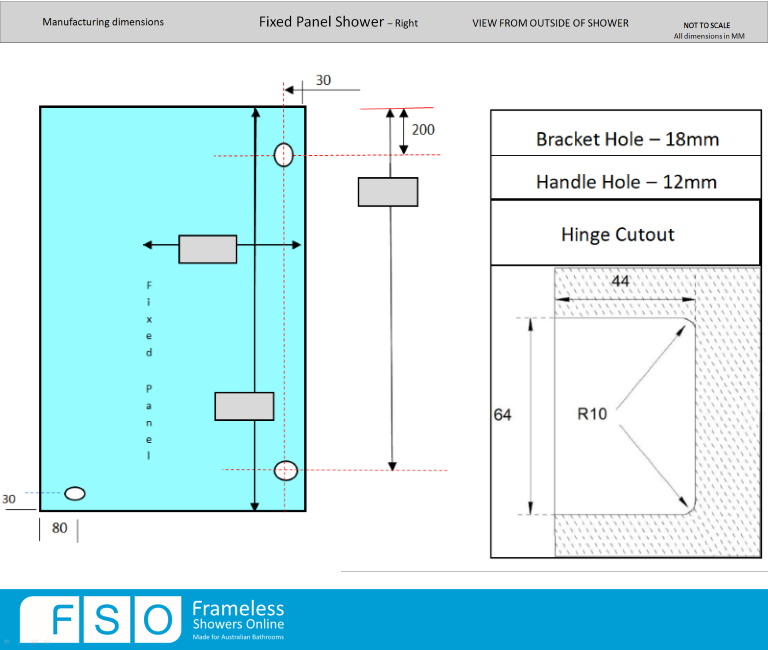 Manufacturing dimensions
Fixed Panel Shower – Right
VIEW FROM OUTSIDE OF SHOWER
NOT TO SCALE
All dimensions in MM
30
200
Fixed Panel
30
80
Bracket Hole – 18mm
Handle Hole – 12mm
Hinge Cutout
44
64
R10
FSO
Frameless
Showers Online
Made for Australian Bathrooms